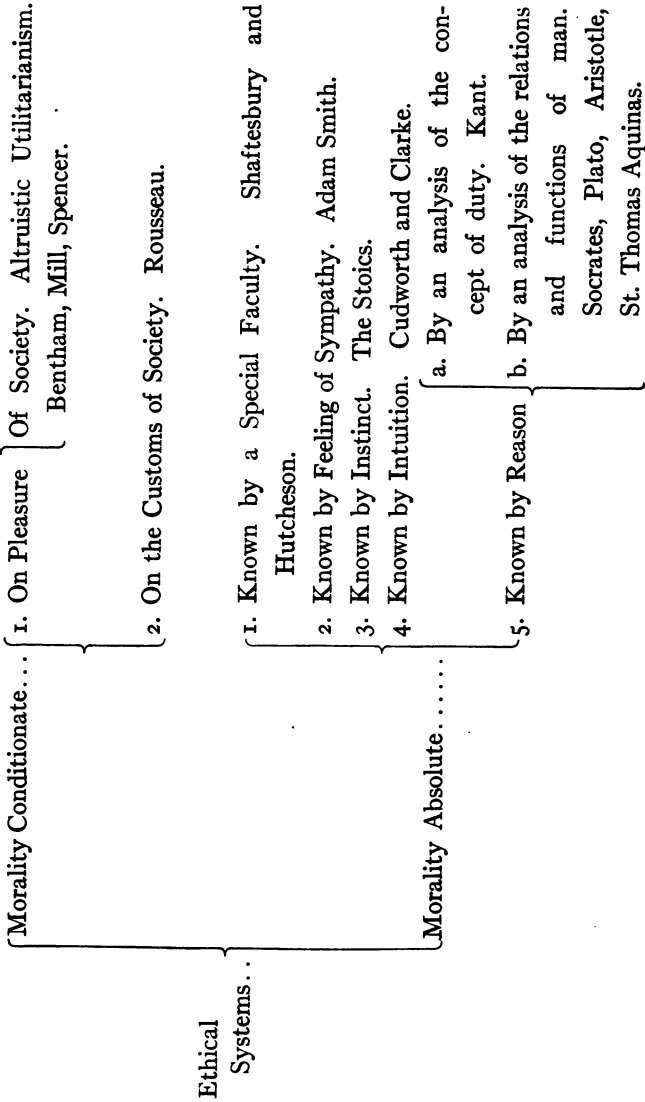 Ethical
Systems..
Morality Conditionate...
1. On Pleasure
Of Society. Altruistic Utilitarianism.
Bentham, Mill, Spencer.
2. On the Customs of Society. Rousseau.
Morality Absolute.......
1. Known by a Special Faculty. Shaftesbury and
Hutcheson.
2. Known by Feeling of Sympathy. Adam Smith.
3. Known by Instinct. The Stoics.
4. Known by Intuition. Cudworth and Clarke.
5. Known by Reason
a. By an analysis of the con-
cept of duty. Kant.
b. By an analysis of the relations
and functions of man.
Socrates, Plato, Aristotle,
St. Thomas Aquinas.